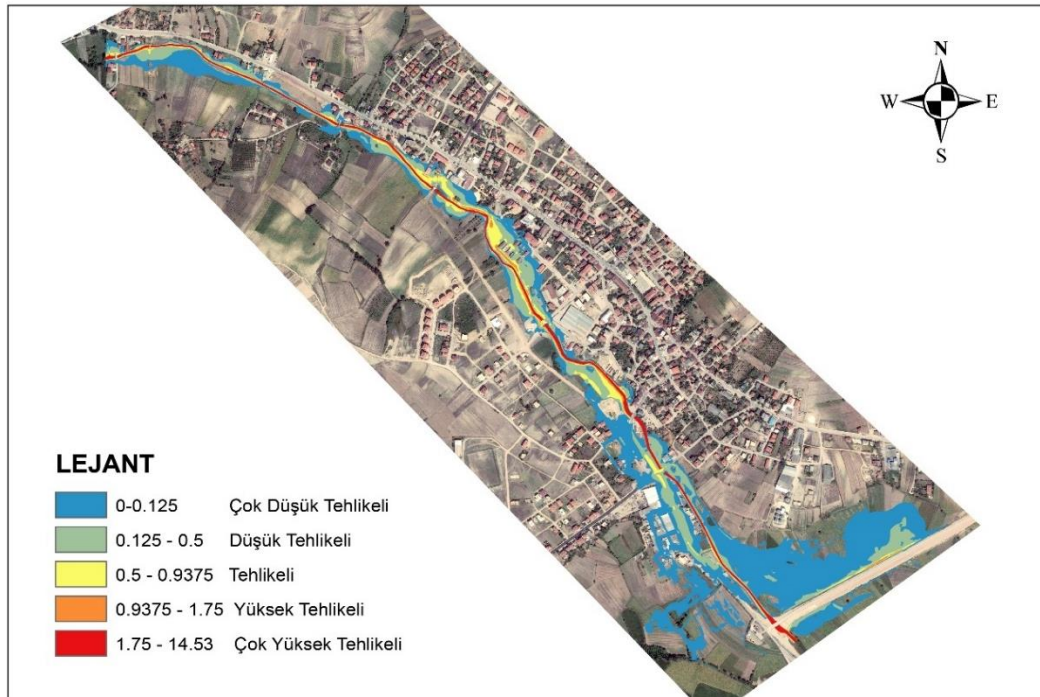 N
W E
S
LEJANT
0-0.125 Çok Düşük Tehlikeli
0.125 - 0.5 Düşük Tehlikeli
0.5 - 0.9375 Tehlikeli
0.9375 - 1.75 Yüksek Tehlikeli
1.75 - 14.53 Çok Yüksek Tehlikeli